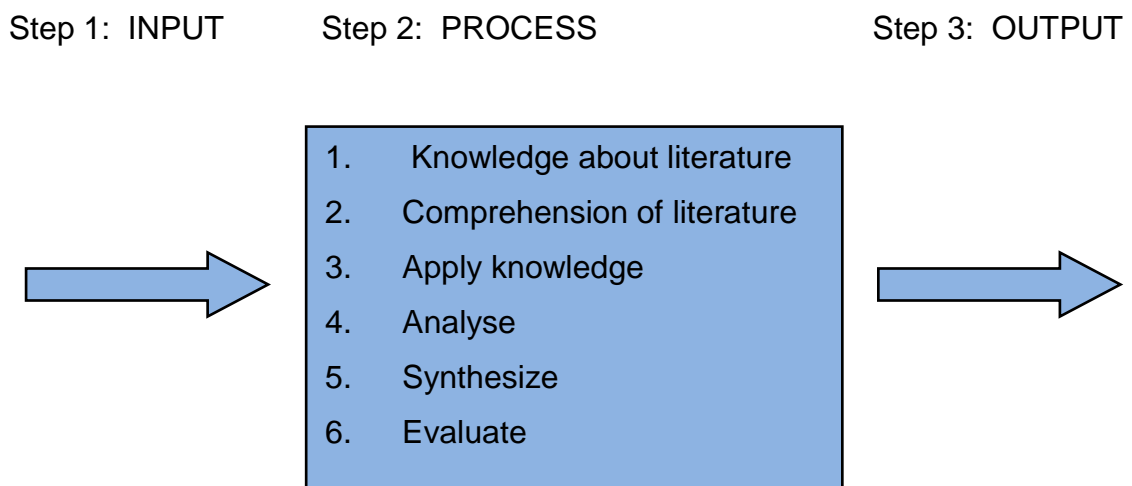 Step 1: INPUT Step 2: PROCESS Step 3: OUTPUT
1. Knowledge about literature
2. Comprehension of literature
3. Apply knowledge
4. Analyse
5. Synthesize
6. Evaluate